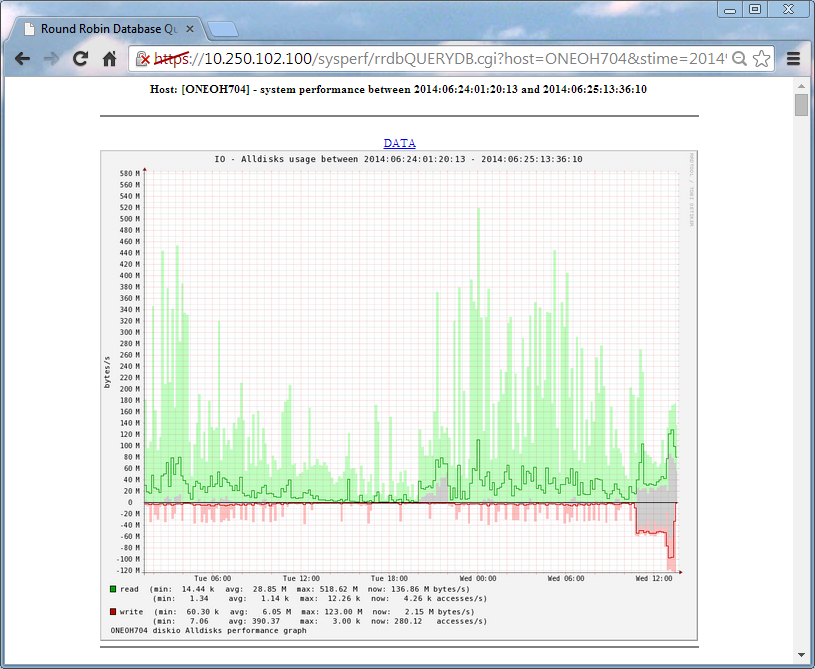 Round Robin Database Qu
https://10.250.102.100/sysperf/rrdbQUERYDB.cgi?host=ONEOH704&stime=2014
Host: [ONEOH704] - system performance between 2014:06:24:01:20:13 and 2014:06:25:13:36:10
DATA
IO - Alldisks usage between 2014:06:24:01:20:13 - 2014:06:25:13:36:10
RRDTOOL / TOBI OETIKER
bytes/s
580 M
560 M
540 M
520 M
500 M
480 M
460 M
440 M
420 M
400 M
380 M
360 M
340 M
320 M
300 M
280 M
260 M
240 M
220 M
200 M
180 M
160 M
140 M
120 M
100 M
80 M
60 M
40 M
20 M
0
-20 M
-40 M
-60 M
-80 M
-100 M
-120 M
Tue 06:00 Tue 12:00 Tue 18:00 Wed 00:00 Wed 06:00 Wed 12:00
read (min: 14.44 k avg: 28.85 M max: 518.62 M now: 136.86 M bytes/s)
(min: 1.34 avg: 1.14 k max: 12.26 k now: 4.26 k accesses/s)
write (min: 60.30 k avg: 6.05 M max: 123.00 M now: 2.15 M bytes/s)
(min: 7.06 avg: 390.37 max: 3.00 k now: 280.12 accesses/s)
ONEOH704 diskio Alldisks performance graph